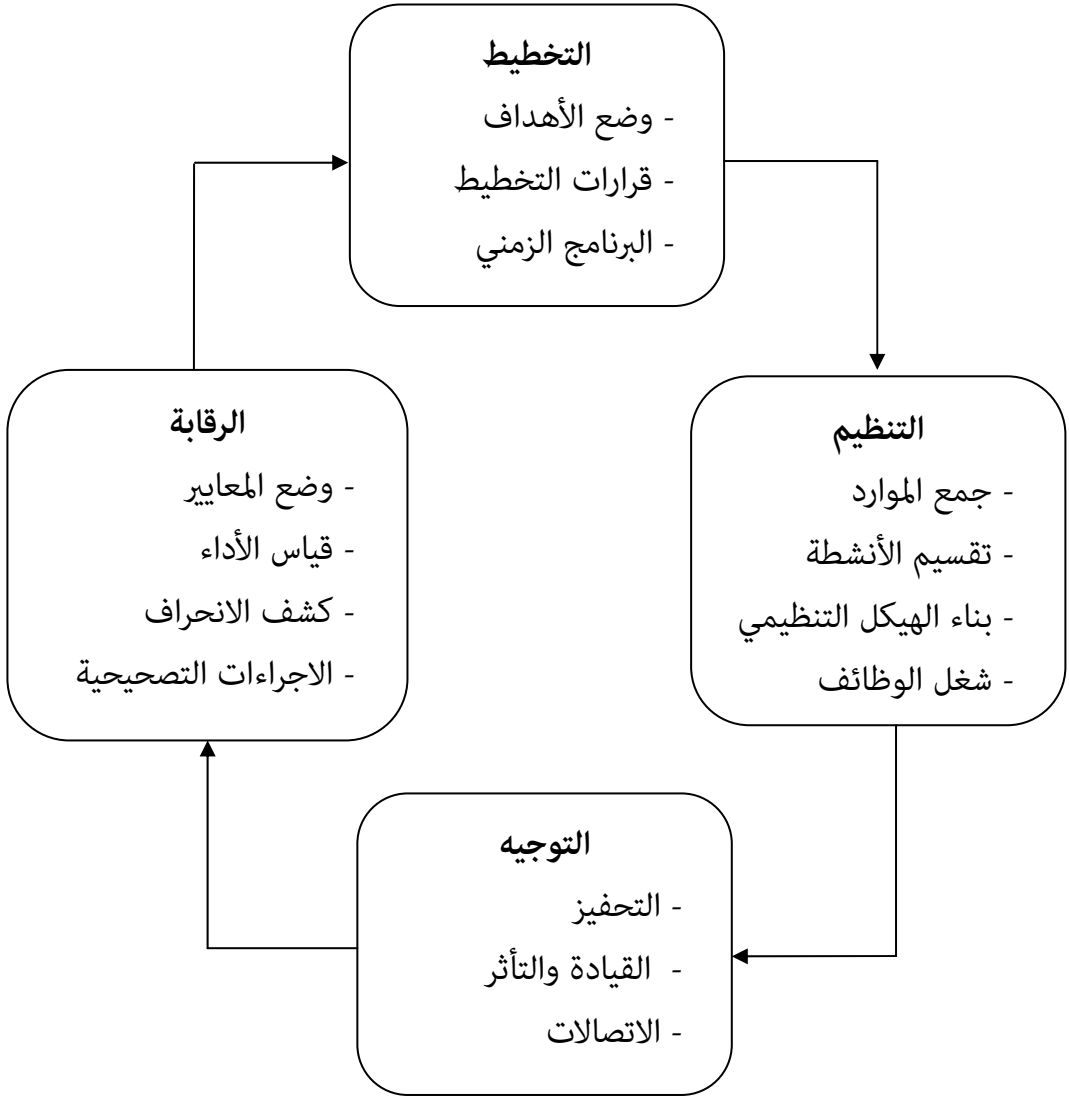 التخطيط
- وضع الأهداف
- قرارات التخطيط
- البرنامج الزمني
التنظيم
- جمع الموارد
- تقسيم الأنشطة
- بناء الهيكل التنظيمي
- شغل الوظائف
التوجيه
- التحفيز
- القيادة والتأثر
- الاتصالات
الرقابة
- وضع المعايير
- قياس الأداء
- كشف الانحراف
- الاجراءات التصحيحية